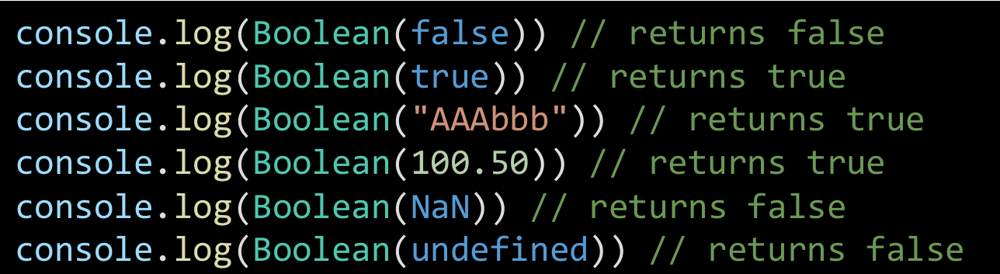 console.log(Boolean(false)) // returns false
console.log(Boolean(true)) // returns true
console.log(Boolean("AAAbbb")) // returns true
console.log(Boolean(100.50)) // returns true
console.log(Boolean(NaN)) // returns false
console.log(Boolean(undefined)) // returns false